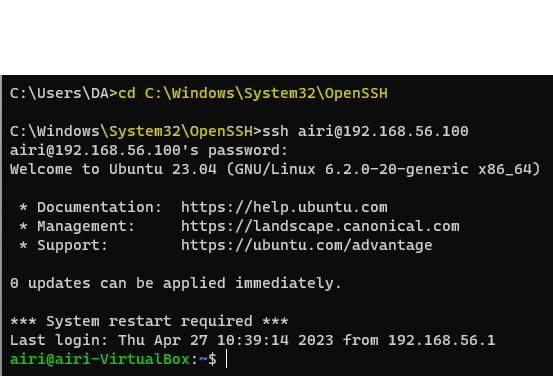 C:\Users\DA>cd C:\Windows\System32\OpenSSH
C:\Windows\System32\OpenSSH>ssh airi@192.168.56.100
airi@192.168.56.100's password:
Welcome to Ubuntu 23.04 (GNU/Linux 6.2.0-20-generic x86_64)
* Documentation:  https://help.ubuntu.com
* Management:     https://landscape.canonical.com
* Support:        https://ubuntu.com/advantage
0 updates can be applied immediately.
*** System restart required ***
Last login: Thu Apr 27 10:39:14 2023 from 192.168.56.1
airi@airi-VirtualBox:~$